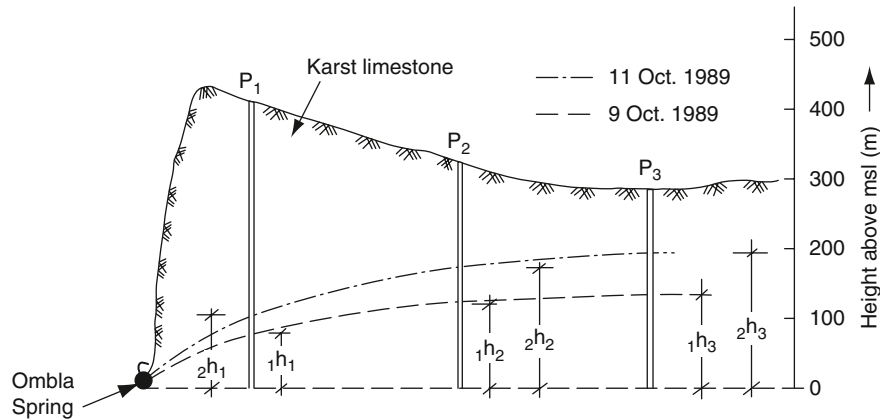 500
P₁
Karst limestone
11 Oct. 1989
9 Oct. 1989
400
P₂
P₃
300
200
100
0
Height above msl (m)
₂h₁
₁h₁
₁h₂
₂h₂
₁h₃
₂h₃
Ombla
Spring